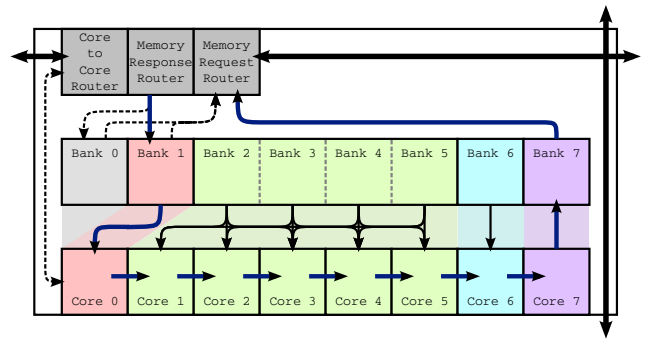 Core
to
Core
Router
Memory
Response
Router
Memory
Request
Router
Bank 0
Bank 1
Bank 2
Bank 3
Bank 4
Bank 5
Bank 6
Bank 7
Core 0
Core 1
Core 2
Core 3
Core 4
Core 5
Core 6
Core 7